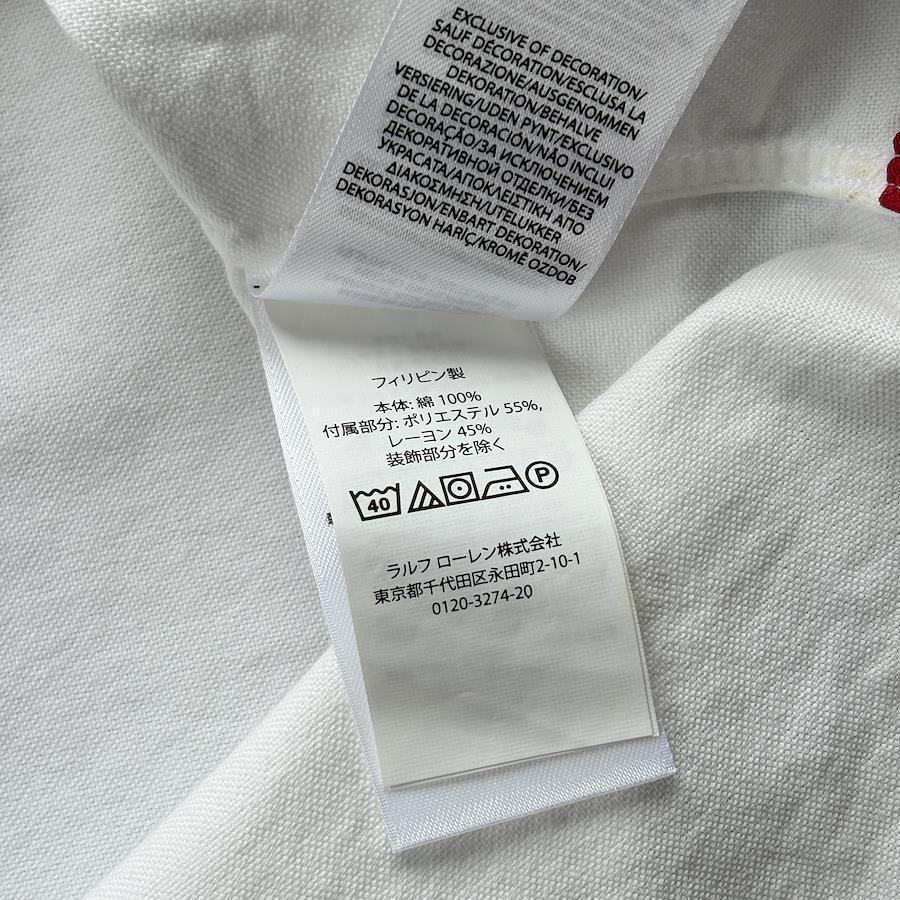 EXCLUSIVE OF DECORATION/
SAUF DÉCORATION/ESCLUSA LA
DECORAZIONE/AUSGENOMMEN
DEKORATION/BEHALVE
VERSIERING/UDEN PYNT/EXCLUSIVO
DE LA DECORACIÓN/NÃO INCLUI
DECORAÇÃO/ЗА ИСКЛЮЧЕНИЕМ
ДЕКОРАТИВНОЙ ОТДЕЛКИ/БЕЗ
УКРАСАТА/ΑΠΟΚΛΕΙΣΤΙΚΗ ΑΠΟ
ΔΙΑΚΟΣΜΗΣΗ/UTELUKKER
DEKORASJON/ENBART DEKORATION/
DEKORASYON HARİÇ/KROMĚ OZDOB
フィリピン製
本体: 綿 100%
付属部分: ポリエステル 55%,
レーヨン 45%
装飾部分を除く
40 P
ラルフ ローレン株式会社
東京都千代田区永田町2-10-1
0120-3274-20